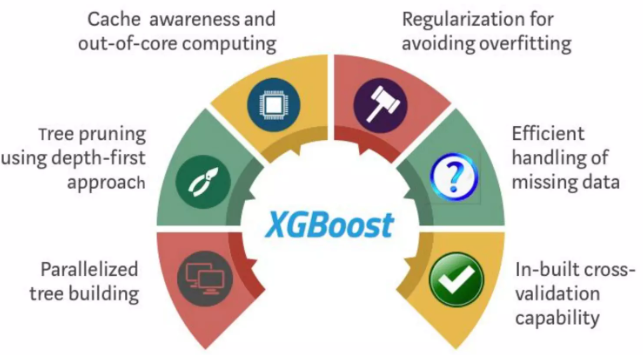 Cache awareness and
out-of-core computing
Regularization for
avoiding overfitting
Tree pruning
using depth-first
approach
Efficient
handling of
missing data
XGBoost
Parallelized
tree building
In-built cross-
validation
capability